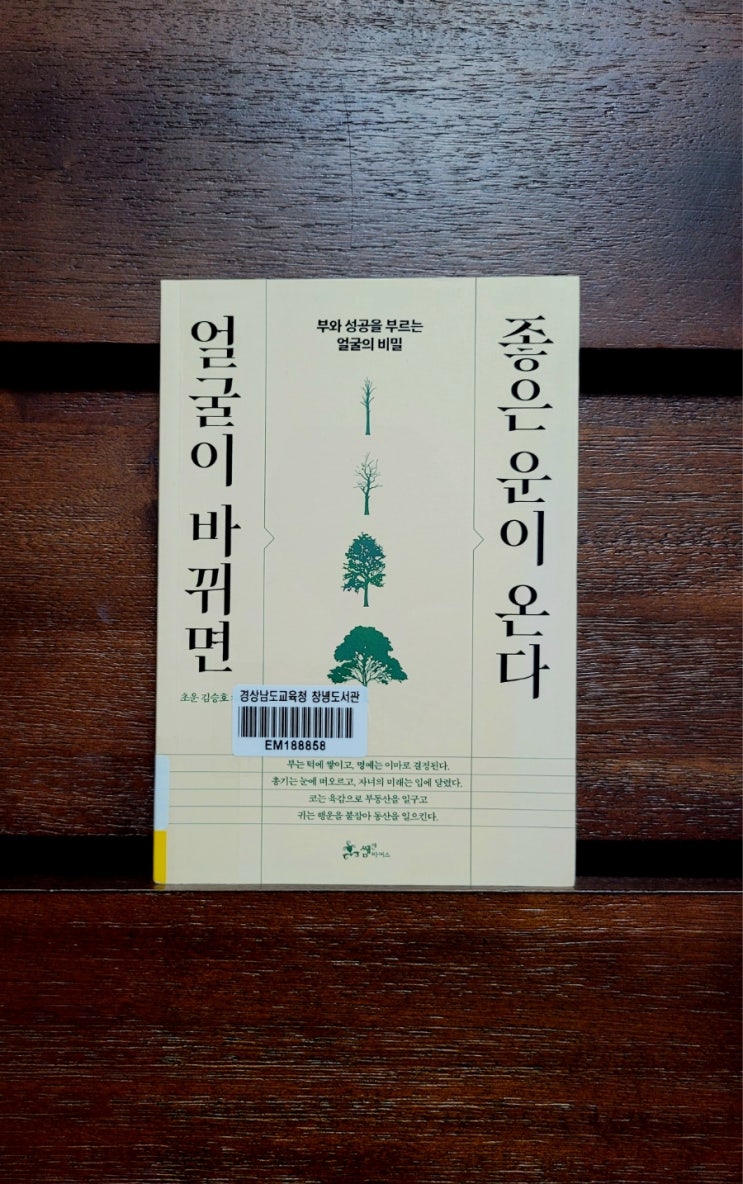 부와 성공을 부르는
얼굴의 비밀
얼굴이 바뀌면
좋은 운이 온다
초운 김승호
경상남도교육청 창녕도서관
EM188858
부는 턱에 쌓이고, 명예는 이마로 결정된다.
총기는 눈에 떠오르고, 자녀의 미래는 입에 달렸다.
코는 육감으로 부동산을 일구고
귀는 행운을 붙잡아 동산을 일으킨다.
쌤앤파커스